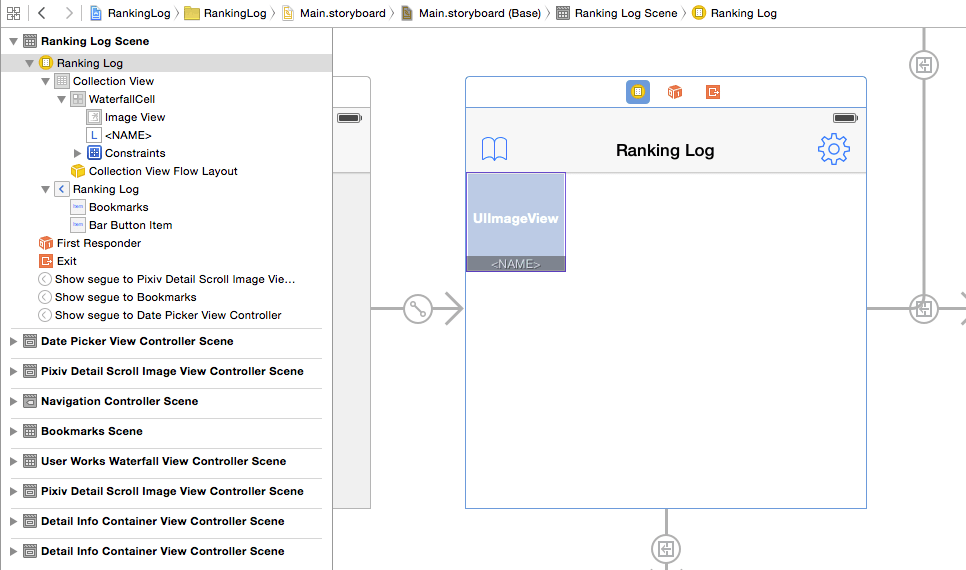 RankingLog RankingLog Main.storyboard Main.storyboard (Base) Ranking Log Scene Ranking Log
Ranking Log Scene
Ranking Log
Collection View
WaterfallCell
Image View
L <NAME>
Constraints
Collection View Flow Layout
Ranking Log
Item Bookmarks
Item Bar Button Item
First Responder
Exit
Show segue to Pixiv Detail Scroll Image Vie...
Show segue to Bookmarks
Show segue to Date Picker View Controller
Date Picker View Controller Scene
Pixiv Detail Scroll Image View Controller Scene
Navigation Controller Scene
Bookmarks Scene
User Works Waterfall View Controller Scene
Pixiv Detail Scroll Image View Controller Scene
Detail Info Container View Controller Scene
Detail Info Container View Controller Scene
Ranking Log
UIImageView
<NAME>